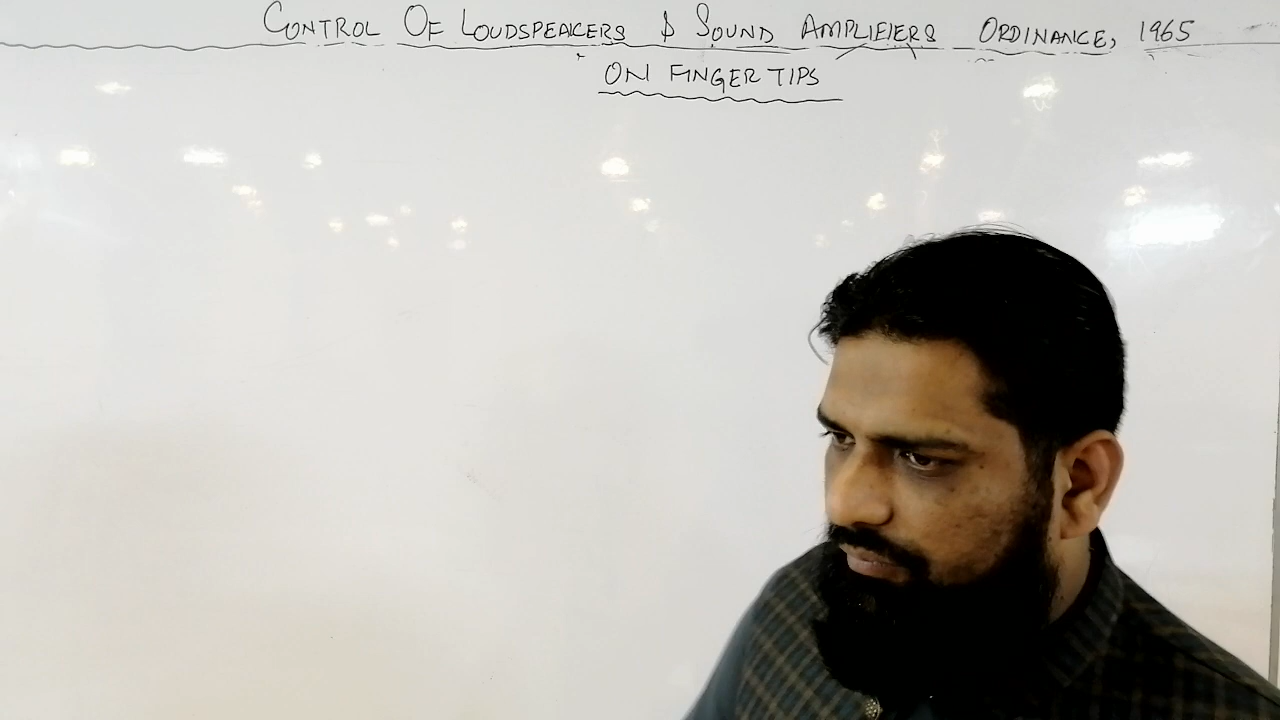 CONTROL OF LOUDSPEAKERS & SOUND AMPLIFIERS ORDINANCE, 1965
ON FINGER TIPS